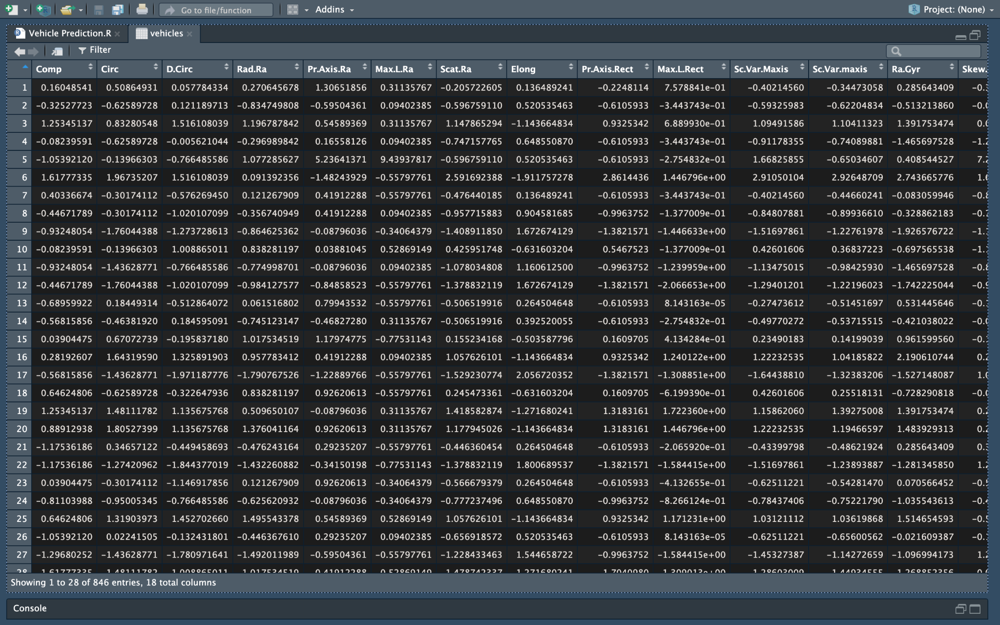 Go to file/function Addins Project: (None)
Vehicle Prediction.R vehicles
Filter
Comp Circ D.Circ Rad.Ra Pr.Axis.Ra Max.L.Ra Scat.Ra Elong Pr.Axis.Rect Max.L.Rect Sc.Var.Maxis Sc.Var.maxis Ra.Gyr Skew.
1 0.16048541 0.50864931 0.057784334 0.270645678 1.30651856 0.31135767 -0.205722605 0.136489241 -0.2248114 7.578841e-01 -0.40214560 -0.34473058 0.285643409
2 -0.32527723 -0.62589728 0.121189713 -0.834749808 -0.59504361 0.09402385 -0.596759110 0.520535463 -0.6105933 -3.443743e-01 -0.59325983 -0.62204834 -0.513213860
3 1.25345137 0.83280548 1.516108039 1.196787842 0.54589369 0.31135767 1.147865294 -1.143664834 0.9325342 6.889930e-01 1.09491586 1.10411323 1.391753474
4 -0.08239591 -0.62589728 -0.005621044 -0.296989842 0.16558126 0.09402385 -0.747157765 0.648550870 -0.6105933 -3.443743e-01 -0.91178355 -0.74089881 -1.465697528
5 -1.05392120 -0.13966303 -0.766485586 1.077285627 5.23641371 9.43937817 -0.596759110 0.520535463 -0.6105933 -2.754832e-01 1.66825855 -0.65034607 0.408544527
6 1.61777335 1.96735207 1.516108039 0.091392356 -1.48243929 -0.55797761 2.591692388 -1.911757278 2.8614436 1.446796e+00 2.91050104 2.92648709 2.743665776
7 0.40336674 -0.30174112 -0.576269450 0.121267909 0.41912288 -0.55797761 -0.476440185 0.136489241 -0.6105933 -3.443743e-01 -0.40214560 -0.44660241 -0.083059946
8 -0.44671789 -0.30174112 -1.020107099 -0.356740949 0.41912288 0.09402385 -0.957715883 0.904581685 -0.9963752 -1.377009e-01 -0.84807881 -0.89936610 -0.328862183
9 -0.93248054 -1.76044388 -1.273728613 -0.864625362 -0.08796036 -0.34064379 -1.408911850 1.672674129 -1.3821571 -1.446633e+00 -1.51697861 -1.22761978 -1.926576722
10 -0.08239591 -0.13966303 1.008865011 0.838281197 0.03881045 0.52869149 0.425951748 -0.631603204 0.5467523 -1.377009e-01 0.42601606 0.36837223 -0.697565538
11 -0.93248054 -1.43628771 -0.766485586 -0.774998701 -0.08796036 0.09402385 -1.078034808 1.160612500 -0.9963752 -1.239959e+00 -1.13475015 -0.98425930 -1.465697528
12 -0.44671789 -1.76044388 -1.020107099 -0.984127577 -0.84858523 -0.55797761 -1.378832119 1.672674129 -1.3821571 -2.066653e+00 -1.29401201 -1.22196023 -1.742225044
13 -0.68959922 0.18449314 -0.512864072 0.061516802 0.79943532 -0.55797761 -0.506519916 0.264504648 -0.6105933 8.143163e-05 -0.27473612 -0.51451697 0.531445646
14 -0.56815856 -0.46381920 0.184595091 -0.745123147 -0.46827280 0.31135767 -0.506519916 0.392520055 -0.6105933 -2.754832e-01 -0.49770272 -0.53715515 -0.421038022
15 0.03904475 0.67072739 -0.195837180 1.017534519 1.17974775 -0.77531143 0.155234168 -0.503587796 0.1609705 4.134284e-01 0.23490183 0.14199039 0.961599560
16 0.28192607 1.64319590 1.325891903 0.957783412 0.41912288 0.09402385 1.057626101 -1.143664834 0.9325342 1.240122e+00 1.22232535 1.04185822 2.190610744
17 -0.56815856 -1.43628771 -1.971187776 -1.790767526 -1.22889766 -0.55797761 -1.529230774 2.056720352 -1.3821571 -1.308851e+00 -1.64438810 -1.32383206 -1.527148087
18 0.64624806 -0.62589728 -0.322647936 0.838281197 0.92620613 -0.55797761 0.245473361 -0.631603204 0.1609705 -6.199390e-01 0.42601606 0.25518131 -0.728290818
19 1.25345137 1.48111782 1.135675768 0.509650107 -0.08796036 0.31135767 1.418582874 -1.271680241 1.3183161 1.722360e+00 1.15862060 1.39275008 1.391753474
20 0.88912938 1.80527399 1.135675768 1.376041164 0.92620613 0.31135767 1.177945026 -1.143664834 1.3183161 1.446796e+00 1.22232535 1.19466597 1.483929313
21 -1.17536186 0.34657122 -0.449458693 -0.476243164 0.29235207 -0.55797761 -0.446360454 0.264504648 -0.6105933 -2.065920e-01 -0.43399798 -0.48621924 0.285643409
22 -1.17536186 -1.27420962 -1.844377019 -1.432260882 -0.34150198 -0.77531143 -1.378832119 1.800689537 -1.3821571 -1.584415e+00 -1.51697861 -1.23893887 -1.281345850
23 0.03904475 -0.30174112 -1.146917856 0.121267909 0.92620613 -0.34064379 -0.566679379 0.264504648 -0.6105933 -4.132655e-01 -0.62511221 -0.54281470 0.070566452
24 -0.81103988 -0.95005345 -0.766485586 -0.625620932 -0.08796036 -0.34064379 -0.777237496 0.648550870 -0.9963752 -8.266124e-01 -0.78437406 -0.75221790 -1.035543613
25 0.64624806 1.31903973 1.452702660 1.495543378 0.54589369 0.52869149 1.057626101 -1.143664834 0.9325342 1.171231e+00 1.03121112 1.03619868 1.514654593
26 -1.05392120 0.02241505 -0.132431801 -0.446367610 0.29235207 0.09402385 -0.656918572 0.520535463 -0.6105933 8.143163e-05 -0.62511221 -0.65600562 -0.021609387
27 -1.29680252 -1.43628771 -1.780971641 -1.492011989 -0.59504361 -0.55797761 -1.228433463 1.544658722 -0.9963752 -1.584415e+00 -1.45327387 -1.14272659 -1.096994173
Showing 1 to 28 of 846 entries, 18 total columns
Console